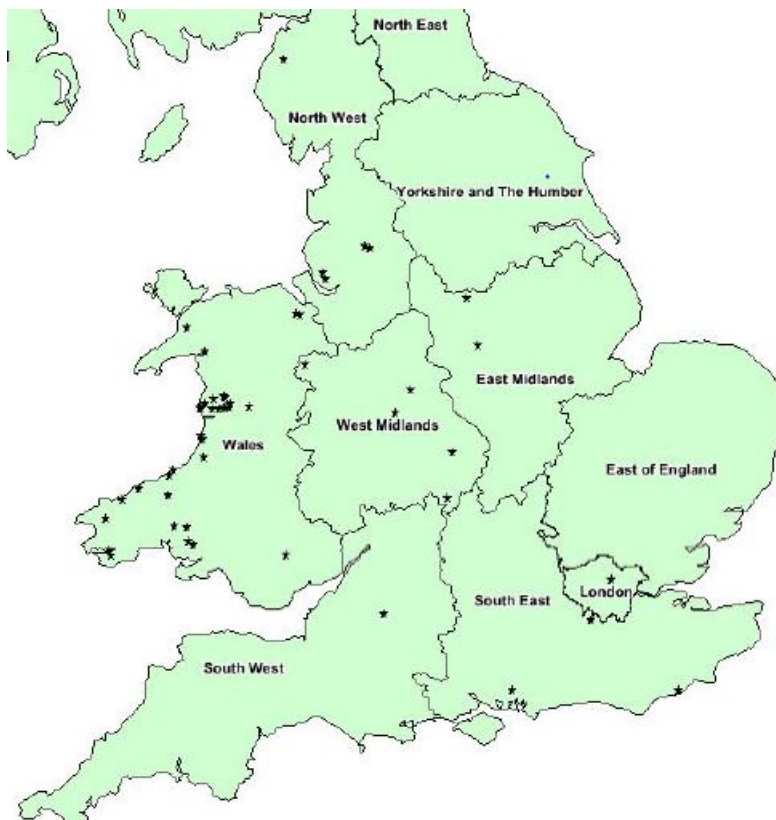 North East
North West
Yorkshire and The Humber
East Midlands
West Midlands
Wales
East of England
London
South East
South West